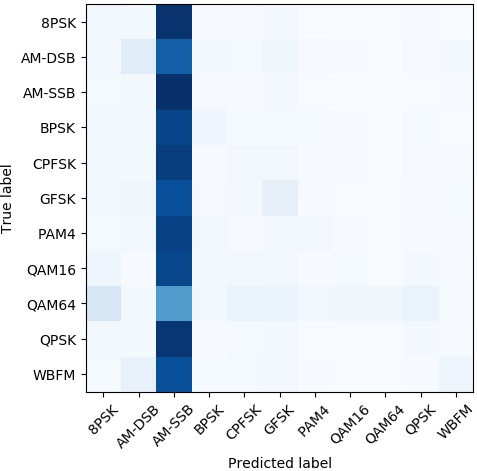 True label
8PSK
AM-DSB
AM-SSB
BPSK
CPFSK
GFSK
PAM4
QAM16
QAM64
QPSK
WBFM
8PSK
AM-DSB
AM-SSB
BPSK
CPFSK
GFSK
PAM4
QAM16
QAM64
QPSK
WBFM
Predicted label